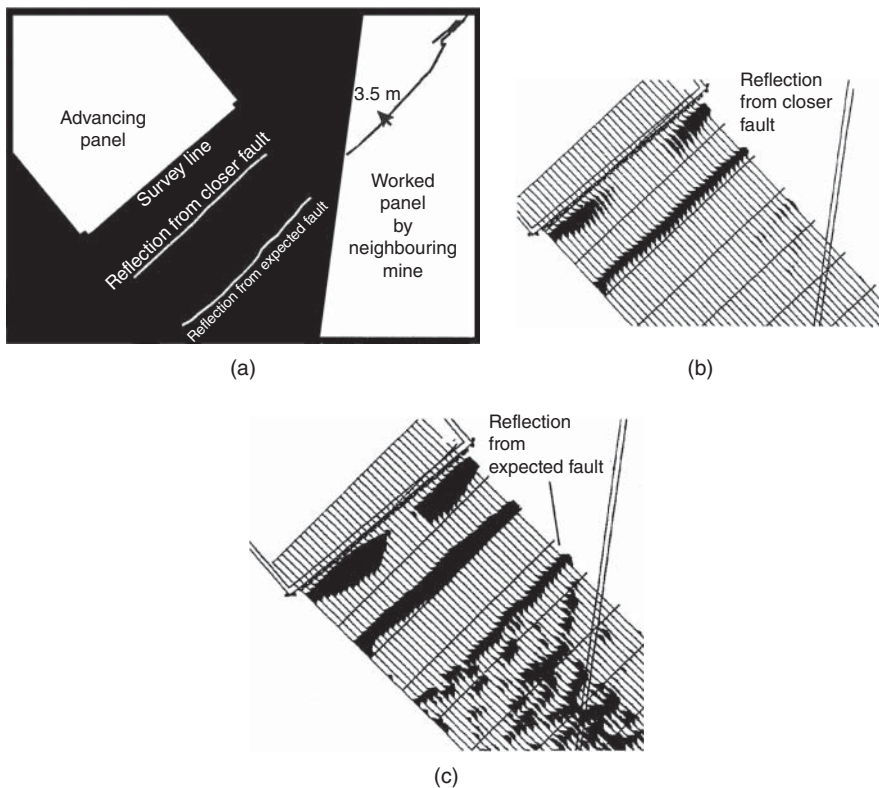 Advancing
panel
Survey line
Reflection from closer fault
Reflection from expected fault
3.5 m
Worked
panel
by
neighbouring
mine
(a)
Reflection
from closer
fault
(b)
Reflection
from
expected fault
(c)